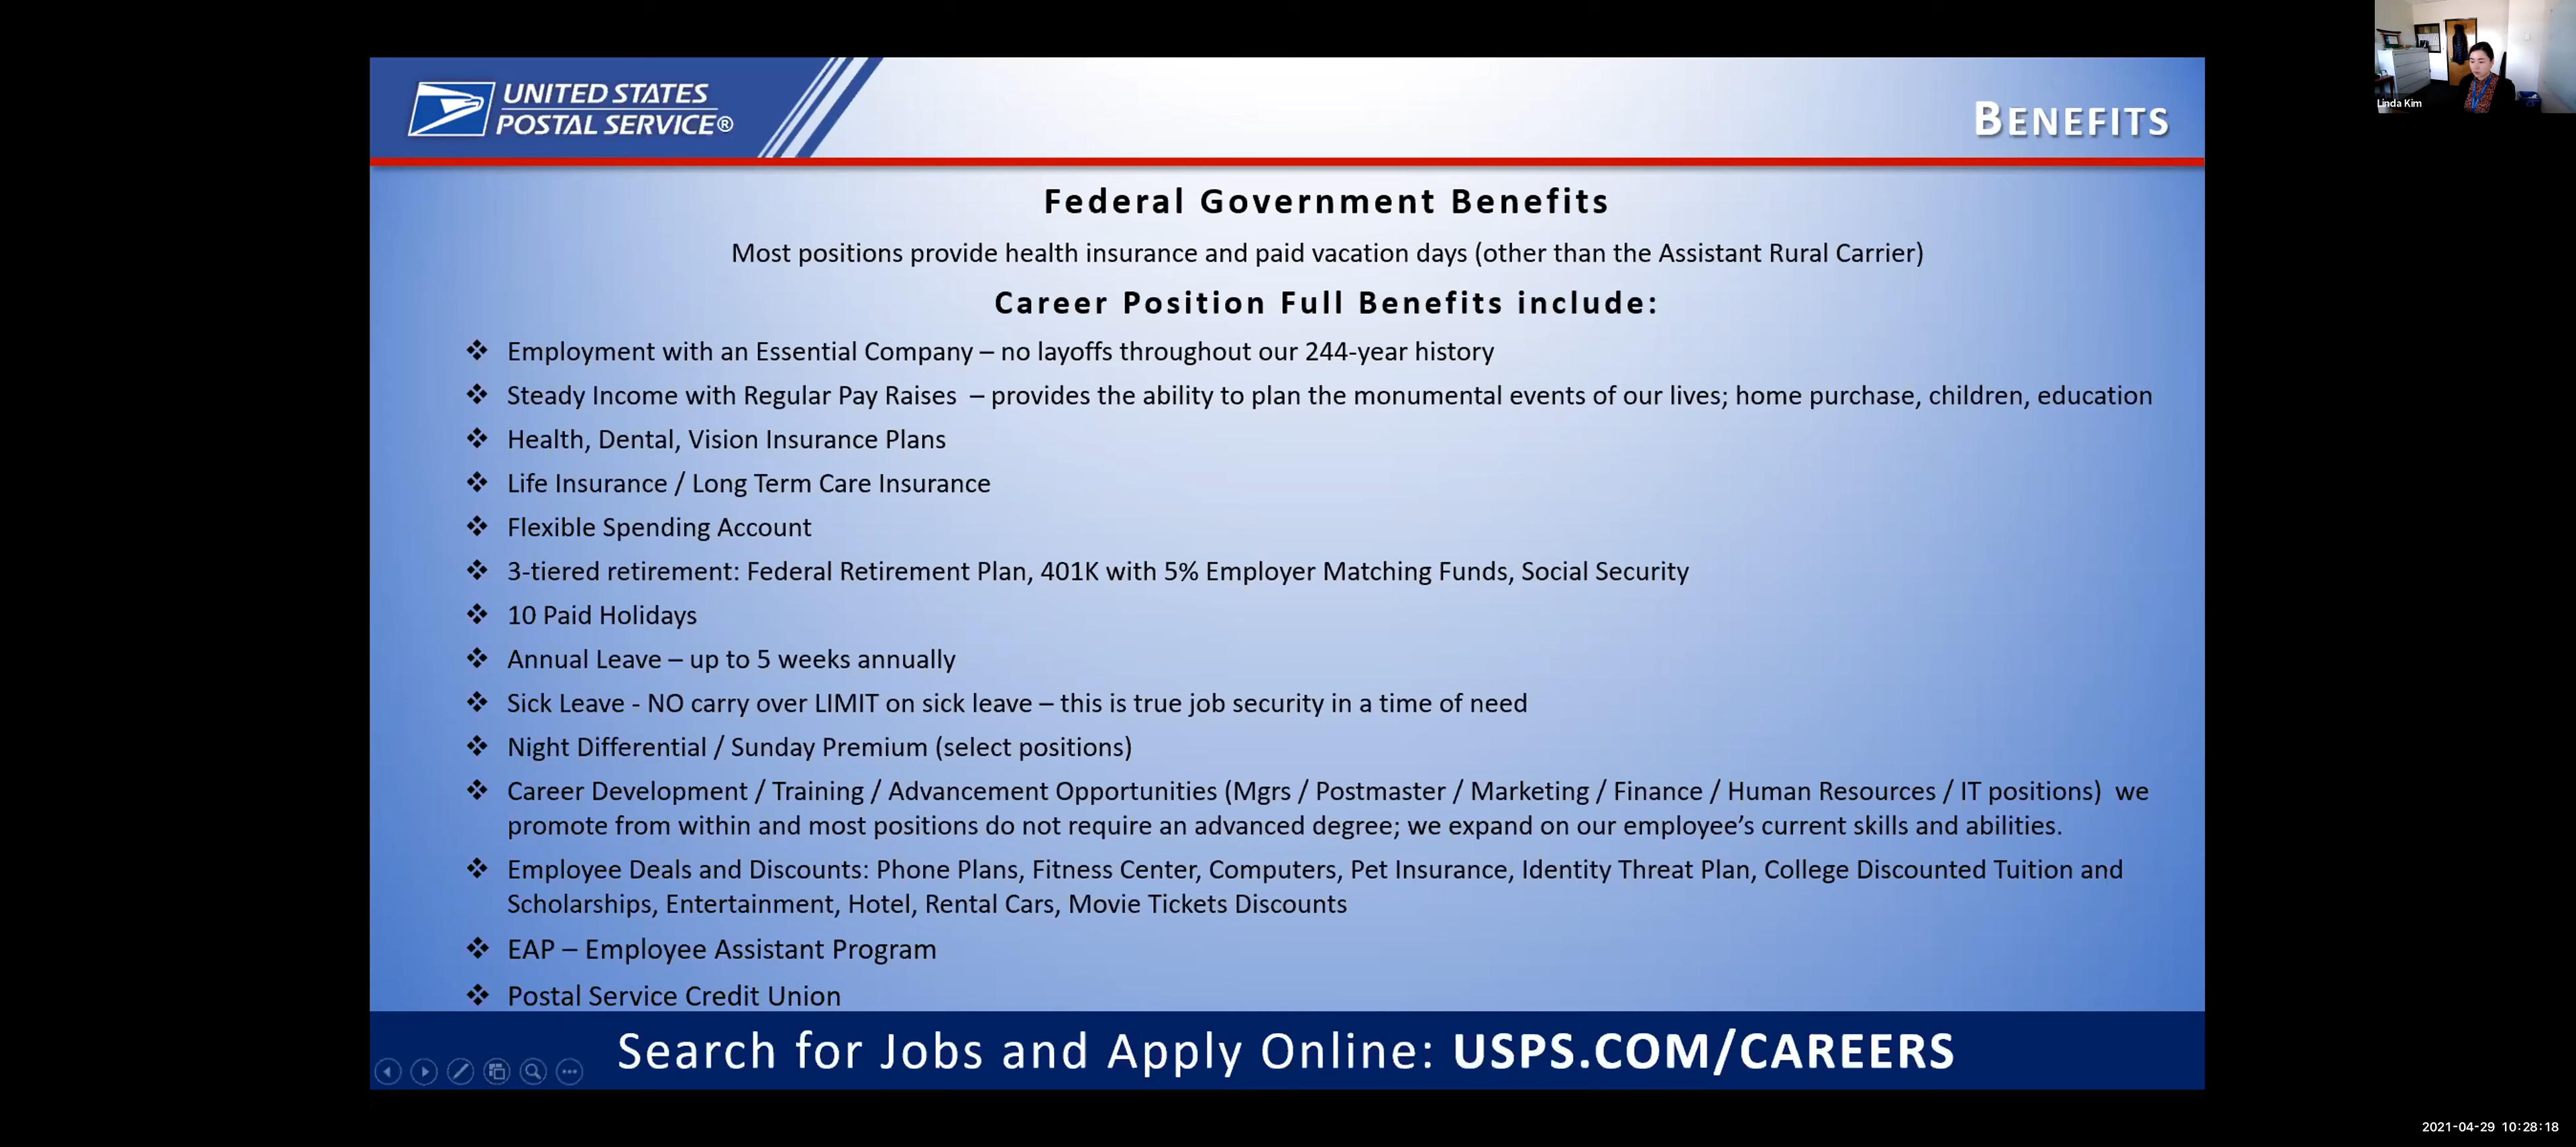 UNITED STATES
POSTAL SERVICE®
BENEFITS
Linda Kim
Federal Government Benefits
Most positions provide health insurance and paid vacation days (other than the Assistant Rural Carrier)
Career Position Full Benefits include:
❖ Employment with an Essential Company – no layoffs throughout our 244-year history
❖ Steady Income with Regular Pay Raises – provides the ability to plan the monumental events of our lives; home purchase, children, education
❖ Health, Dental, Vision Insurance Plans
❖ Life Insurance / Long Term Care Insurance
❖ Flexible Spending Account
❖ 3-tiered retirement: Federal Retirement Plan, 401K with 5% Employer Matching Funds, Social Security
❖ 10 Paid Holidays
❖ Annual Leave – up to 5 weeks annually
❖ Sick Leave - NO carry over LIMIT on sick leave – this is true job security in a time of need
❖ Night Differential / Sunday Premium (select positions)
❖ Career Development / Training / Advancement Opportunities (Mgrs / Postmaster / Marketing / Finance / Human Resources / IT positions) we
promote from within and most positions do not require an advanced degree; we expand on our employee's current skills and abilities.
❖ Employee Deals and Discounts: Phone Plans, Fitness Center, Computers, Pet Insurance, Identity Threat Plan, College Discounted Tuition and
Scholarships, Entertainment, Hotel, Rental Cars, Movie Tickets Discounts
❖ EAP – Employee Assistant Program
❖ Postal Service Credit Union
Search for Jobs and Apply Online: USPS.COM/CAREERS
2021-04-29 10:28:18